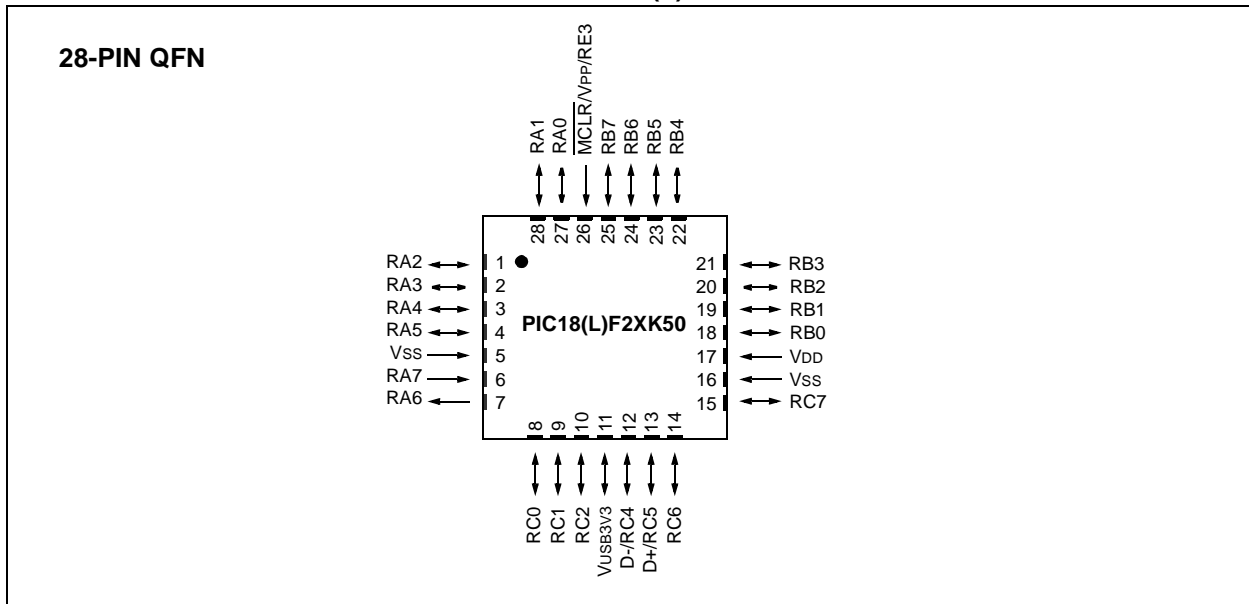 28-PIN QFN
RA1
RA0
MCLR/VPP/RE3
RB7
RB6
RB5
RB4
28
27
26
25
24
23
22
RA2
RA3
RA4
RA5
VSS
RA7
RA6
1
2
3
4
5
6
7
PIC18(L)F2XK50
21
20
19
18
17
16
15
RB3
RB2
RB1
RB0
VDD
VSS
RC7
8
9
10
11
12
13
14
RC0
RC1
RC2
VUSB3V3
D-/RC4
D+/RC5
RC6